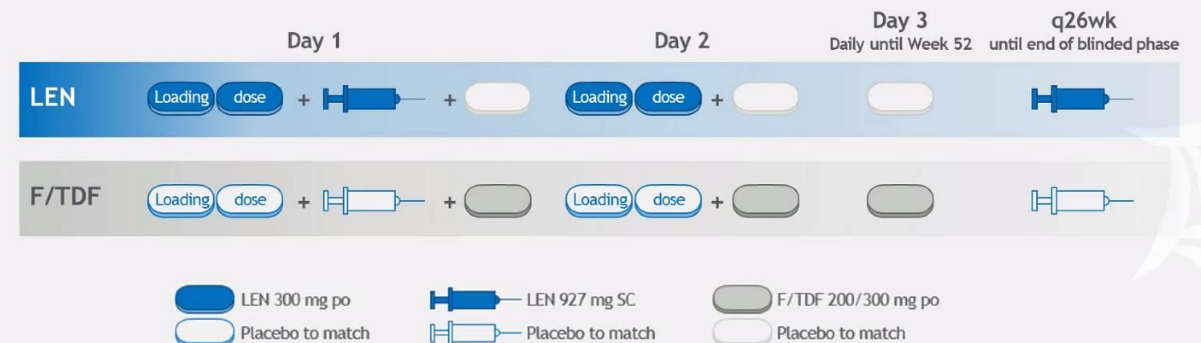 Day 1
Day 2
Day 3
Daily until Week 52
q26wk
until end of blinded phase
LEN
Loading dose + + Loading dose +
F/TDF
Loading dose + + Loading dose +
LEN 300 mg po
LEN 927 mg SC
F/TDF 200/300 mg po
Placebo to match
Placebo to match
Placebo to match